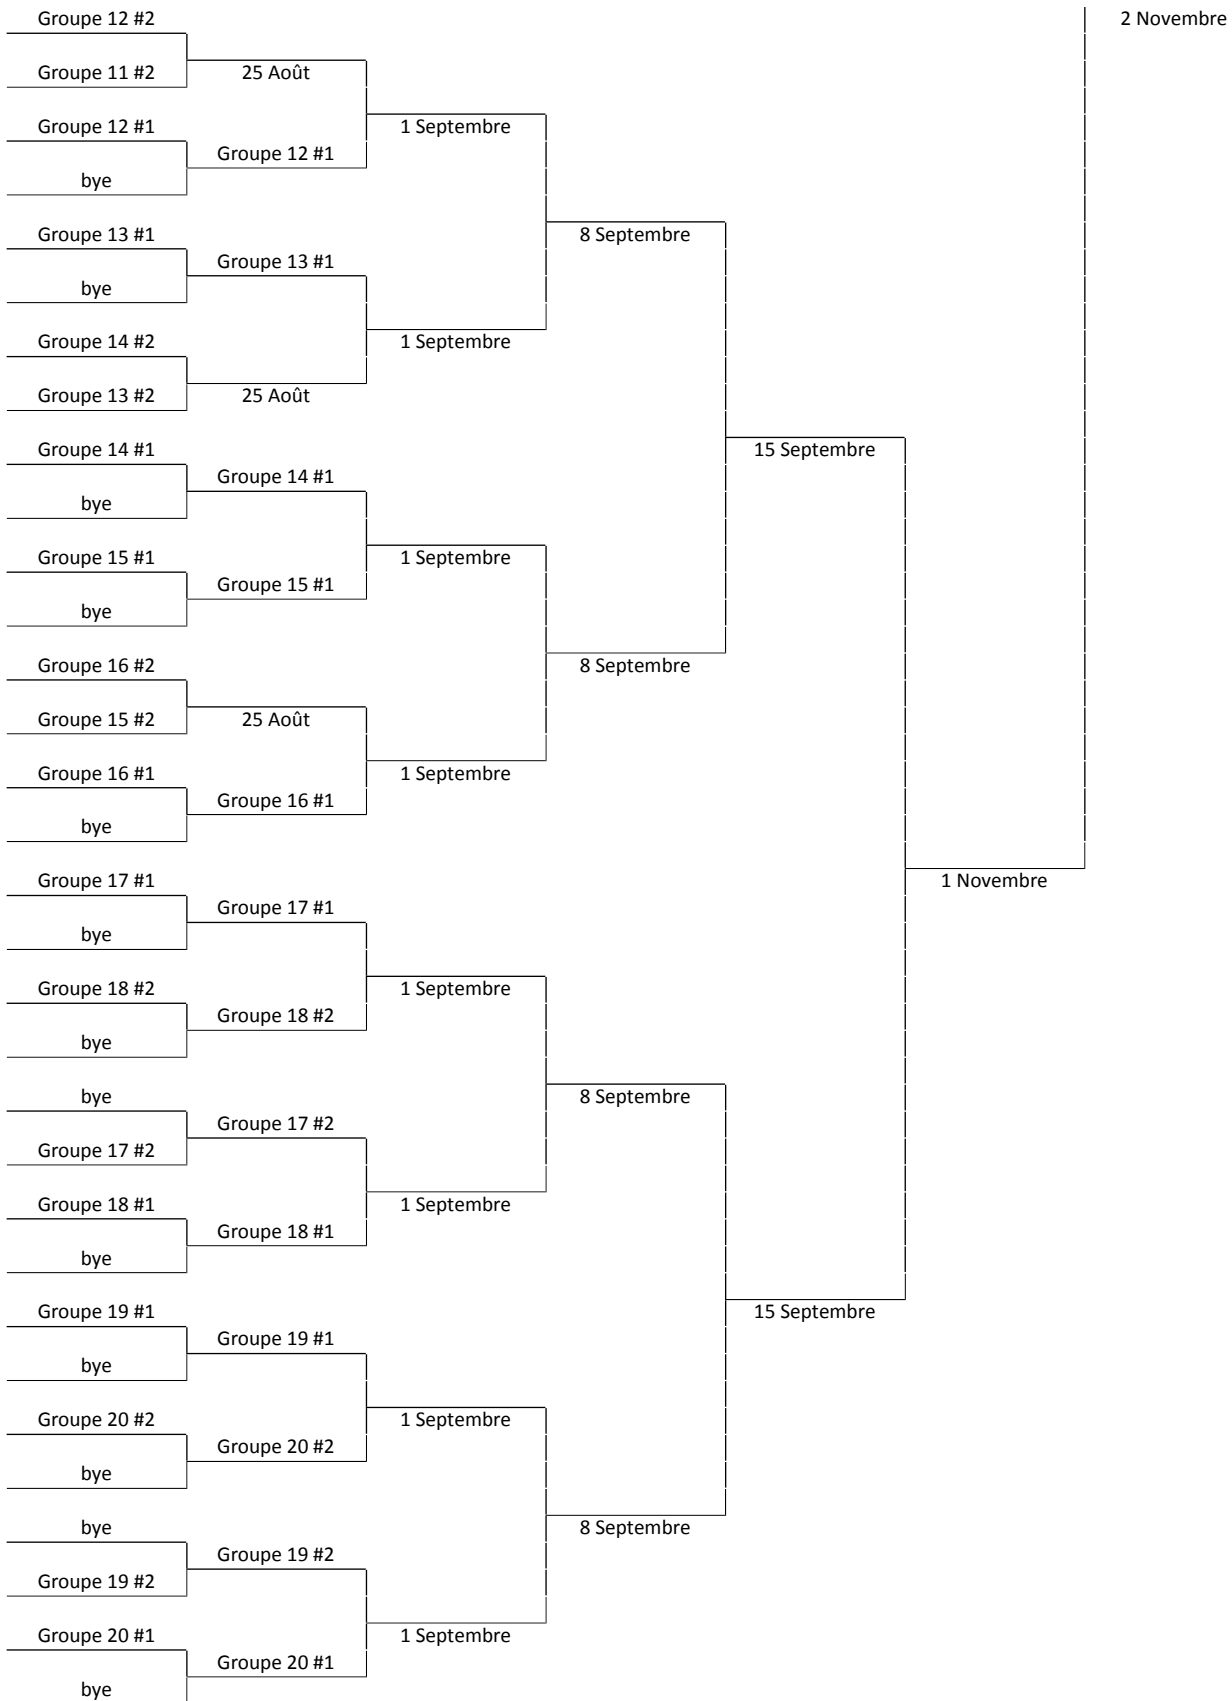 Groupe 12 #2
2 Novembre
Groupe 11 #2
25 Août
Groupe 12 #1
1 Septembre
Groupe 12 #1
bye
Groupe 13 #1
8 Septembre
Groupe 13 #1
bye
Groupe 14 #2
1 Septembre
Groupe 13 #2
25 Août
Groupe 14 #1
15 Septembre
Groupe 14 #1
bye
Groupe 15 #1
1 Septembre
Groupe 15 #1
bye
Groupe 16 #2
8 Septembre
Groupe 15 #2
25 Août
Groupe 16 #1
1 Septembre
Groupe 16 #1
bye
Groupe 17 #1
1 Novembre
Groupe 17 #1
bye
Groupe 18 #2
1 Septembre
Groupe 18 #2
bye
bye
8 Septembre
Groupe 17 #2
Groupe 17 #2
Groupe 18 #1
1 Septembre
Groupe 18 #1
bye
Groupe 19 #1
15 Septembre
Groupe 19 #1
bye
Groupe 20 #2
1 Septembre
Groupe 20 #2
bye
bye
8 Septembre
Groupe 19 #2
Groupe 19 #2
Groupe 20 #1
1 Septembre
Groupe 20 #1
bye